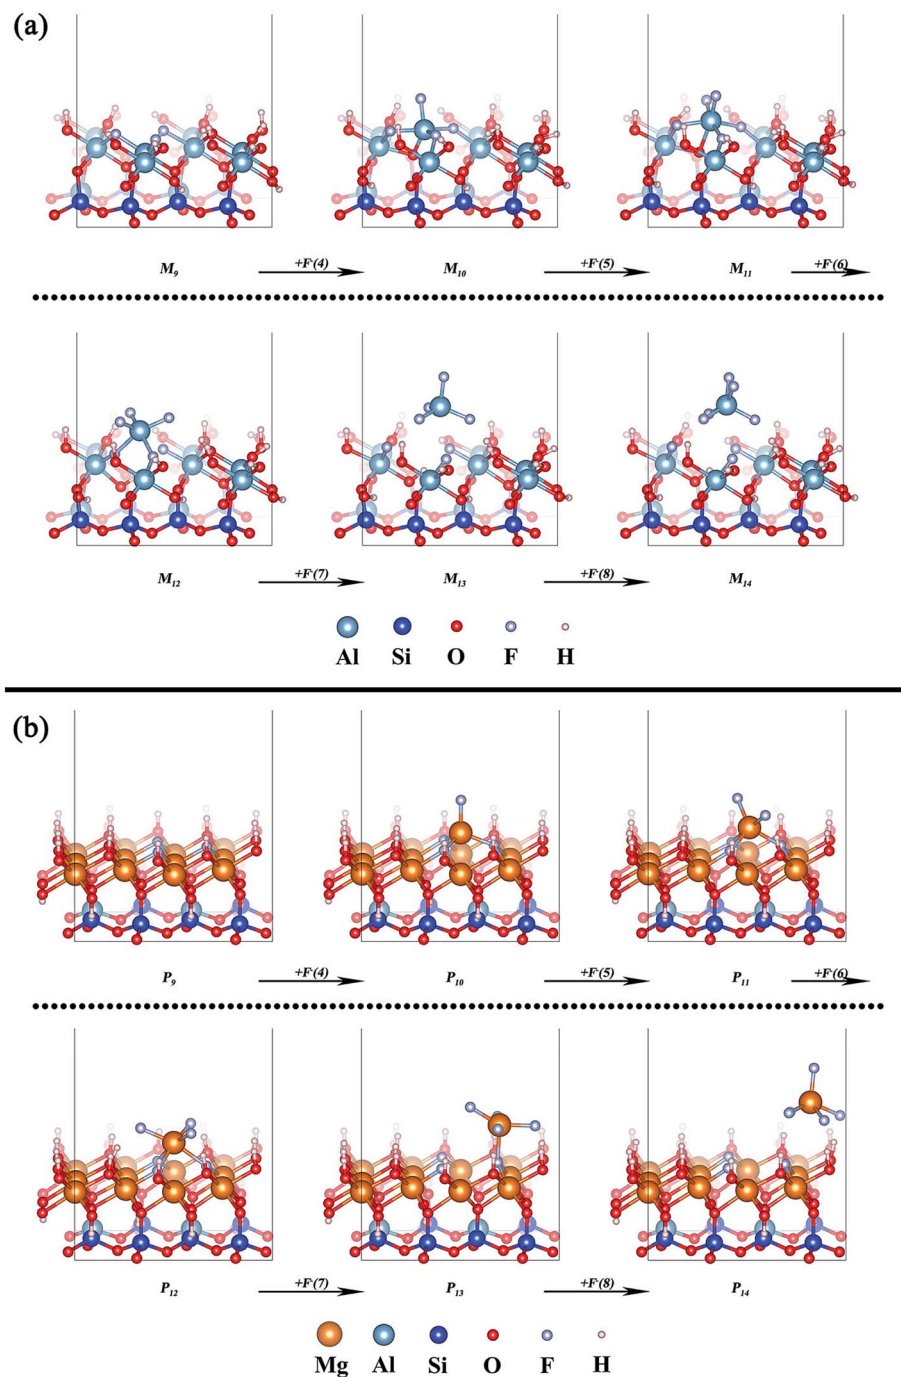 (a)
M9 +F-(4) M10 +F-(5) M11 +F-(6)
M12 +F-(7) M13 +F-(8) M14
Al Si O F H
(b)
P9 +F-(4) P10 +F-(5) P11 +F-(6)
P12 +F-(7) P13 +F-(8) P14
Mg Al Si O F H